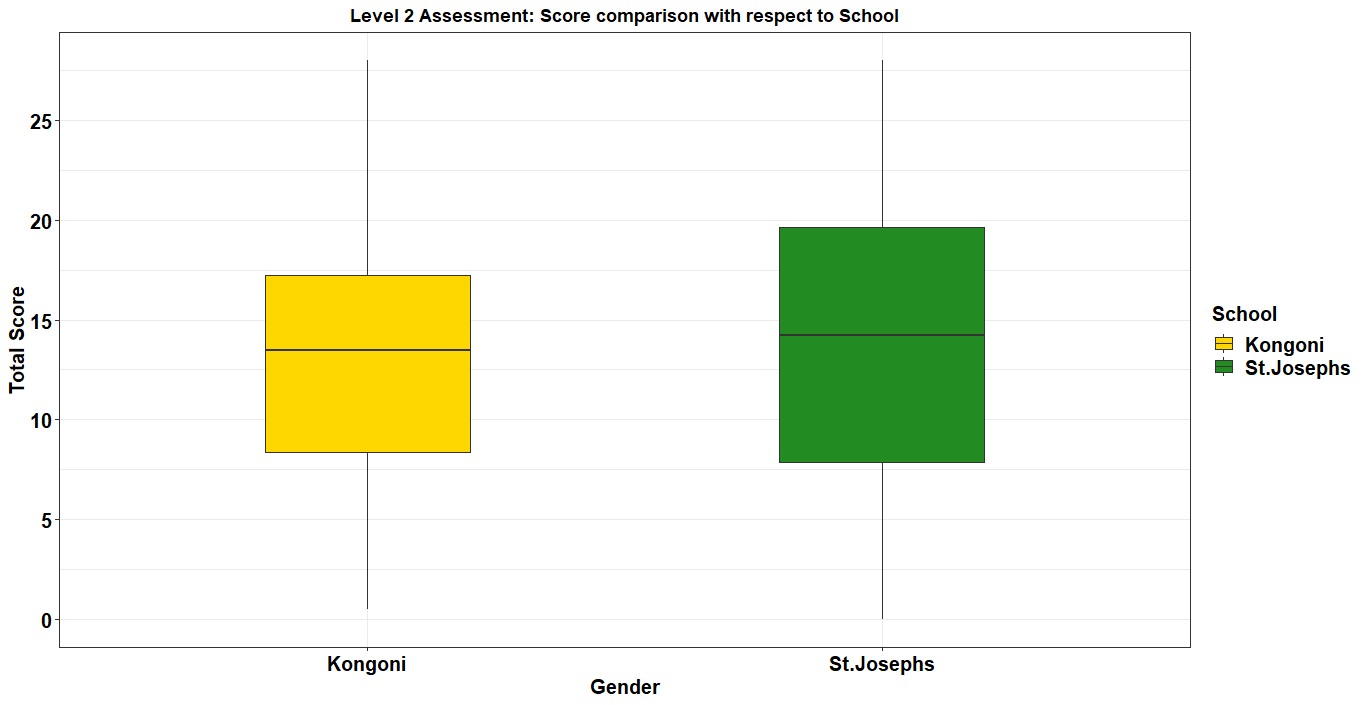 Level 2 Assessment: Score comparison with respect to School
Total Score
25
20
15
10
5
0
Kongoni
St.Josephs
Gender
School
Kongoni
St.Josephs